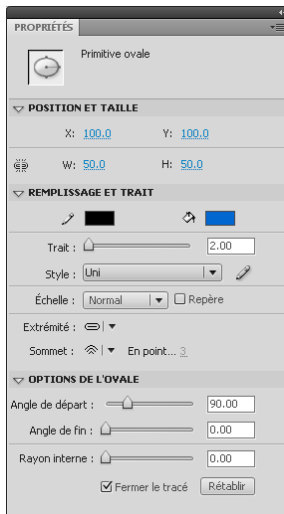 PROPRIÉTÉS
Primitive ovale
POSITION ET TAILLE
X: 100.0 Y: 100.0
W: 50.0 H: 50.0
REMPLISSAGE ET TRAIT
Trait : 2.00
Style : Uni
Échelle : Normal Repère
Extrémité :
Sommet : En point... 3
OPTIONS DE L'OVALE
Angle de départ : 90.00
Angle de fin : 0.00
Rayon interne : 0.00
Fermer le tracé Rétablir